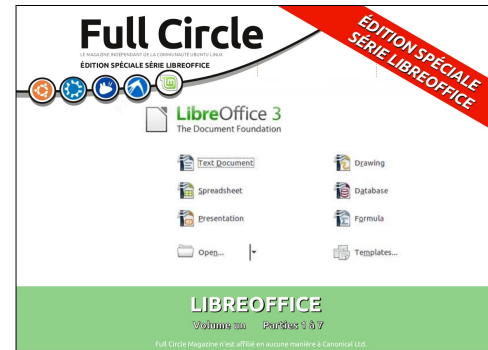 Full Circle
LE MAGAZINE INDÉPENDANT DE LA COMMUNAUTÉ UBUNTU LINUX
ÉDITION SPÉCIALE SÉRIE LIBREOFFICE
ÉDITION SPÉCIALE
SÉRIE LIBREOFFICE
LibreOffice 3
The Document Foundation
Text Document
Drawing
Spreadsheet
Database
Presentation
Formula
Open...
Templates...
LIBREOFFICE
Volume un Parties 1 à 7
Full Circle Magazine n'est affilié en aucune manière à Canonical Ltd.